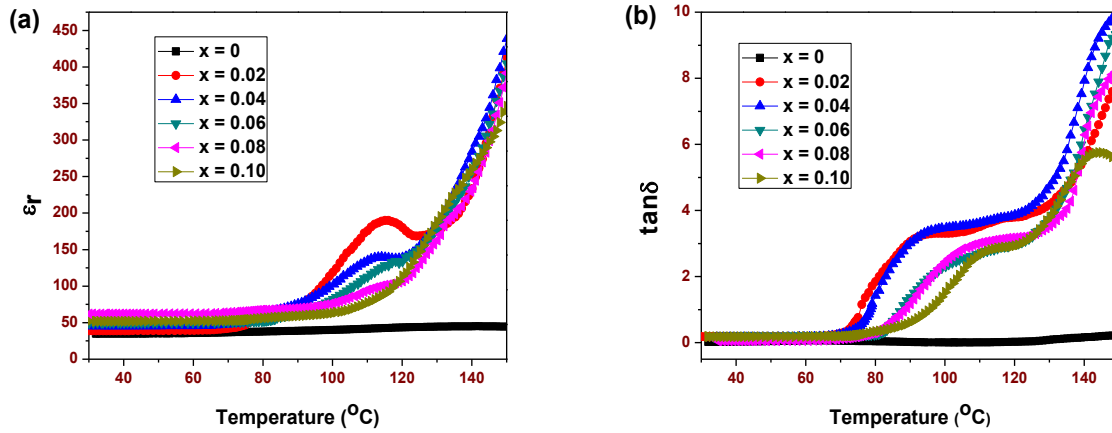 (a)
450
400
350
300
250
200
150
100
50
0
εr
x = 0
x = 0.02
x = 0.04
x = 0.06
x = 0.08
x = 0.10
40 60 80 100 120 140
Temperature (OC)
(b)
10
8
6
4
2
0
tanδ
x = 0
x = 0.02
x = 0.04
x = 0.06
x = 0.08
x = 0.10
40 60 80 100 120 140
Temperature (OC)